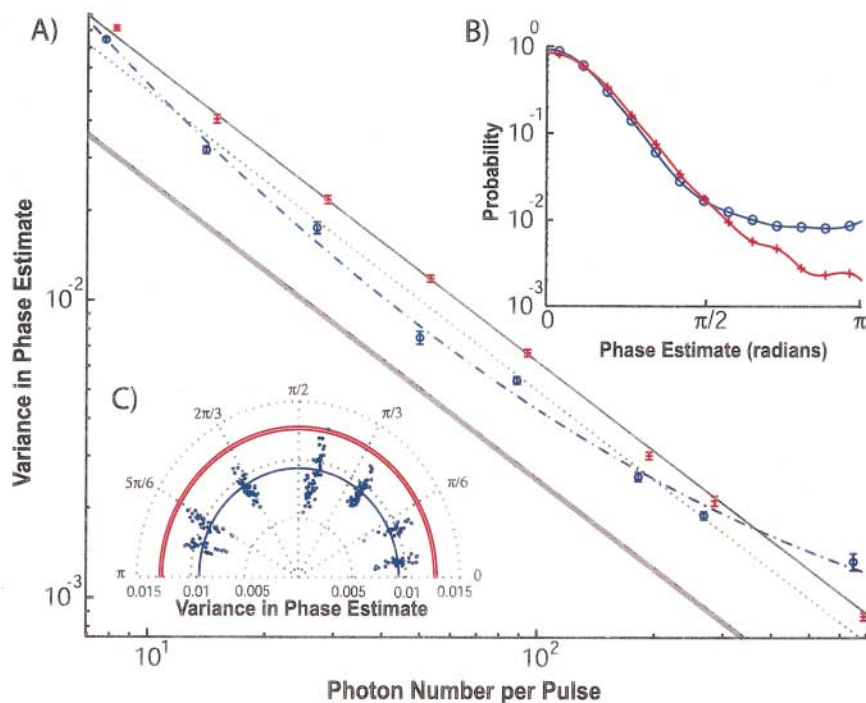 A)
B)
10^0
10^-1
10^-2
10^-3
Probability
0
π/2
π
Phase Estimate (radians)
Variance in Phase Estimate
10^-2
10^-3
C)
π/2
2π/3
π/3
5π/6
π/6
π
0
0.015
0.01
0.005
0.005
0.01
0.015
Variance in Phase Estimate
10^1
10^2
Photon Number per Pulse